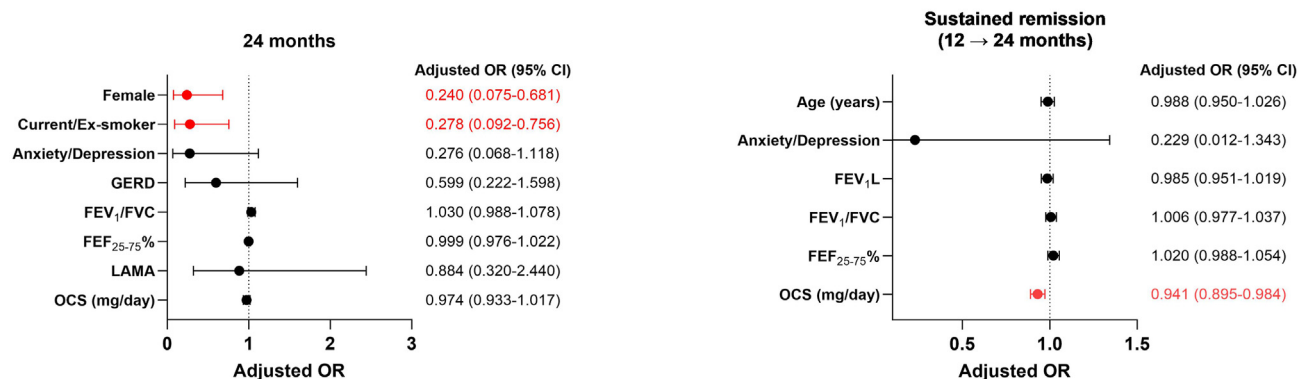 24 months
Adjusted OR (95% CI)
Female 0.240 (0.075-0.681)
Current/Ex-smoker 0.278 (0.092-0.756)
Anxiety/Depression 0.276 (0.068-1.118)
GERD 0.599 (0.222-1.598)
FEV₁/FVC 1.030 (0.988-1.078)
FEF₂₅₋₇₅% 0.999 (0.976-1.022)
LAMA 0.884 (0.320-2.440)
OCS (mg/day) 0.974 (0.933-1.017)
0 1 2 3
Adjusted OR
Sustained remission
(12 → 24 months)
Adjusted OR (95% CI)
Age (years) 0.988 (0.950-1.026)
Anxiety/Depression 0.229 (0.012-1.343)
FEV₁L 0.985 (0.951-1.019)
FEV₁/FVC 1.006 (0.977-1.037)
FEF₂₅₋₇₅% 1.020 (0.988-1.054)
OCS (mg/day) 0.941 (0.895-0.984)
0.5 1.0 1.5
Adjusted OR